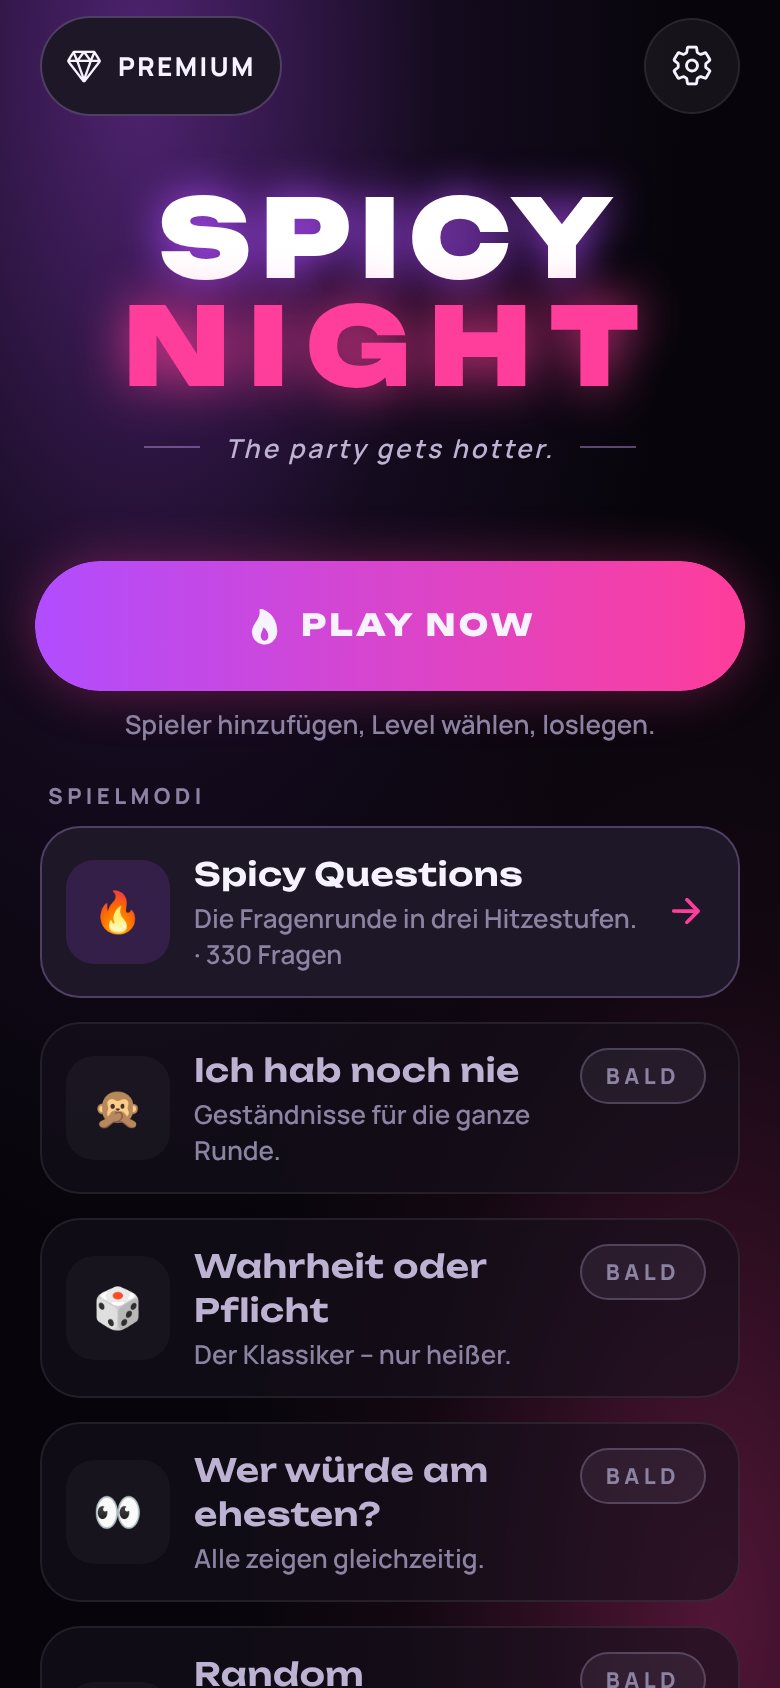 PREMIUM
SPICY
NIGHT
The party gets hotter.
PLAY NOW
Spieler hinzufügen, Level wählen, loslegen.
SPIELMODI
Spicy Questions
Die Fragenrunde in drei Hitzestufen.
· 330 Fragen
Ich hab noch nie
BALD
Geständnisse für die ganze
Runde.
Wahrheit oder
BALD
Pflicht
Der Klassiker – nur heißer.
Wer würde am
BALD
ehesten?
Alle zeigen gleichzeitig.
Random
BALD